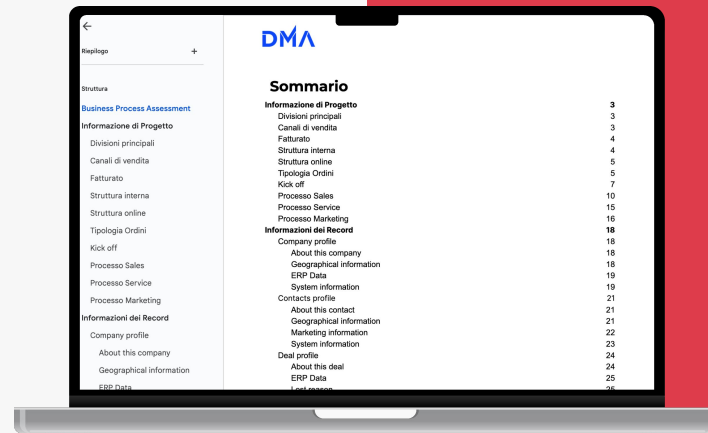 Riepilogo +
Struttura
Business Process Assessment
Informazione di Progetto
Divisioni principali
Canali di vendita
Fatturato
Struttura interna
Struttura online
Tipologia Ordini
Kick off
Processo Sales
Processo Service
Processo Marketing
Informazioni dei Record
Company profile
About this company
Geographical information
ERP Data
DMA
Sommario
Informazione di Progetto 3
Divisioni principali 3
Canali di vendita 3
Fatturato 4
Struttura interna 4
Struttura online 5
Tipologia Ordini 5
Kick off 7
Processo Sales 10
Processo Service 15
Processo Marketing 16
Informazioni dei Record 18
Company profile 18
About this company 18
Geographical information 18
ERP Data 19
System information 19
Contacts profile 21
About this contact 21
Geographical information 21
Marketing information 22
System information 23
Deal profile 24
About this deal 24
ERP Data 25
Lost reason 25